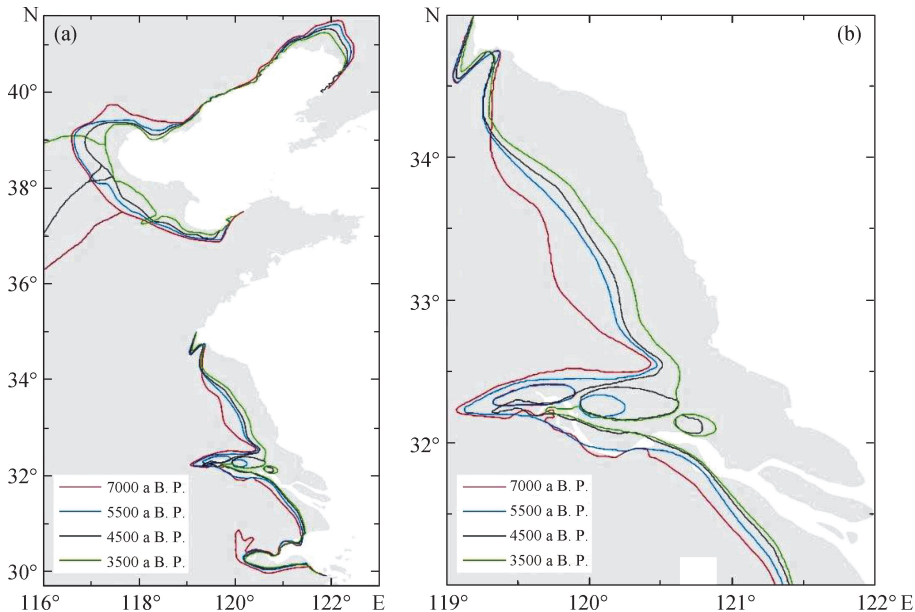 N
(a)
40°
38°
36°
34°
32°
30°
116°
118°
120°
122°
E
7000 a B. P.
5500 a B. P.
4500 a B. P.
3500 a B. P.
N
(b)
34°
33°
32°
119°
120°
121°
122° E
7000 a B. P.
5500 a B. P.
4500 a B. P.
3500 a B. P.